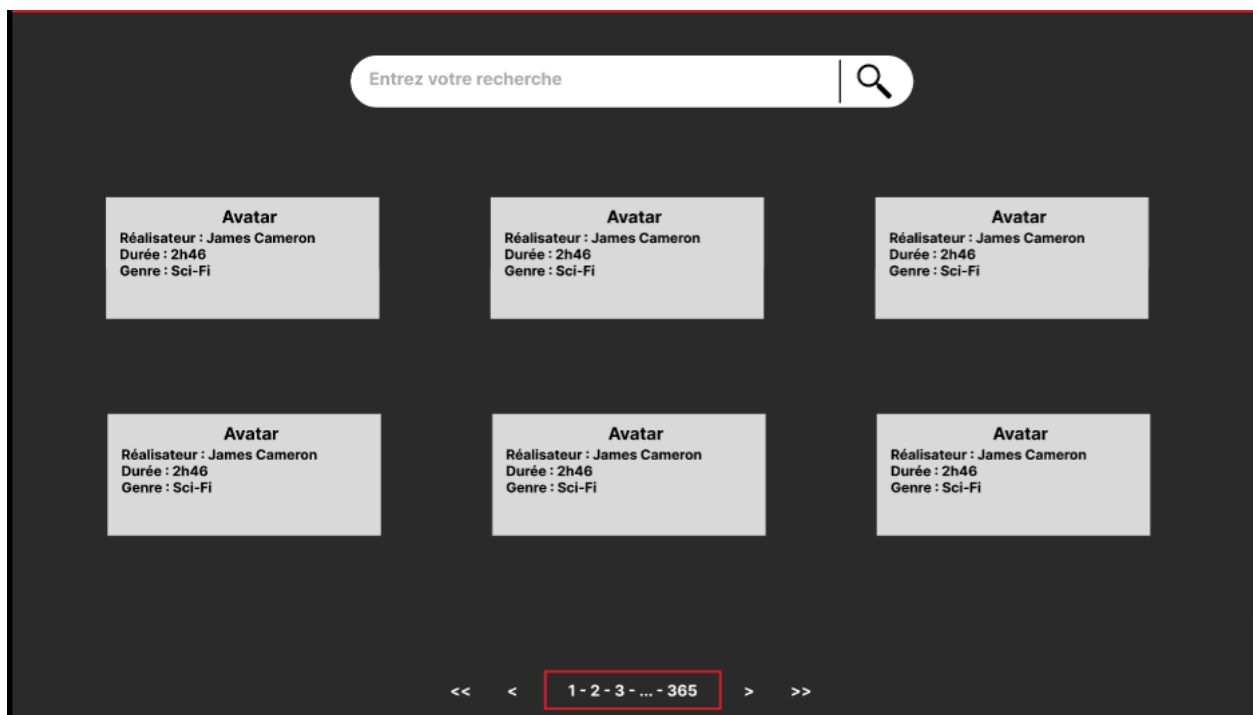 Entrez votre recherche
Avatar
Réalisateur : James Cameron
Durée : 2h46
Genre : Sci-Fi
Avatar
Réalisateur : James Cameron
Durée : 2h46
Genre : Sci-Fi
Avatar
Réalisateur : James Cameron
Durée : 2h46
Genre : Sci-Fi
Avatar
Réalisateur : James Cameron
Durée : 2h46
Genre : Sci-Fi
Avatar
Réalisateur : James Cameron
Durée : 2h46
Genre : Sci-Fi
Avatar
Réalisateur : James Cameron
Durée : 2h46
Genre : Sci-Fi
<< < 1 - 2 - 3 - ... - 365 > >>